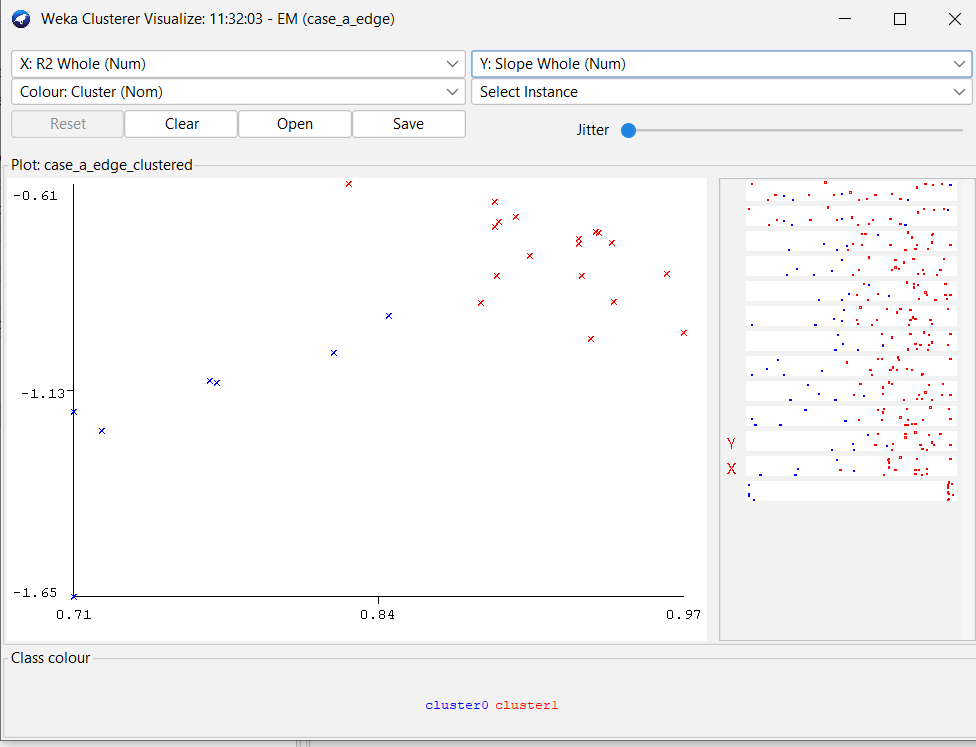 Weka Clusterer Visualize: 11:32:03 - EM (case_a_edge)
X: R2 Whole (Num) Y: Slope Whole (Num)
Colour: Cluster (Nom) Select Instance
Reset Clear Open Save Jitter
Plot: case_a_edge_clustered
-0.61
-1.13
-1.65
0.71 0.84 0.97
Y
X
Class colour
cluster0 cluster1